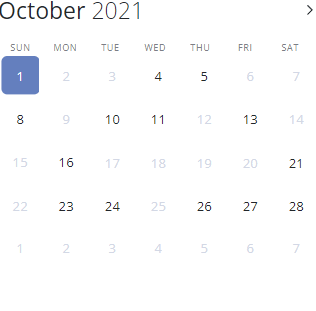 October 2021
SUN MON TUE WED THU FRI SAT
1 2 3 4 5 6 7
8 9 10 11 12 13 14
15 16 17 18 19 20 21
22 23 24 25 26 27 28
1 2 3 4 5 6 7